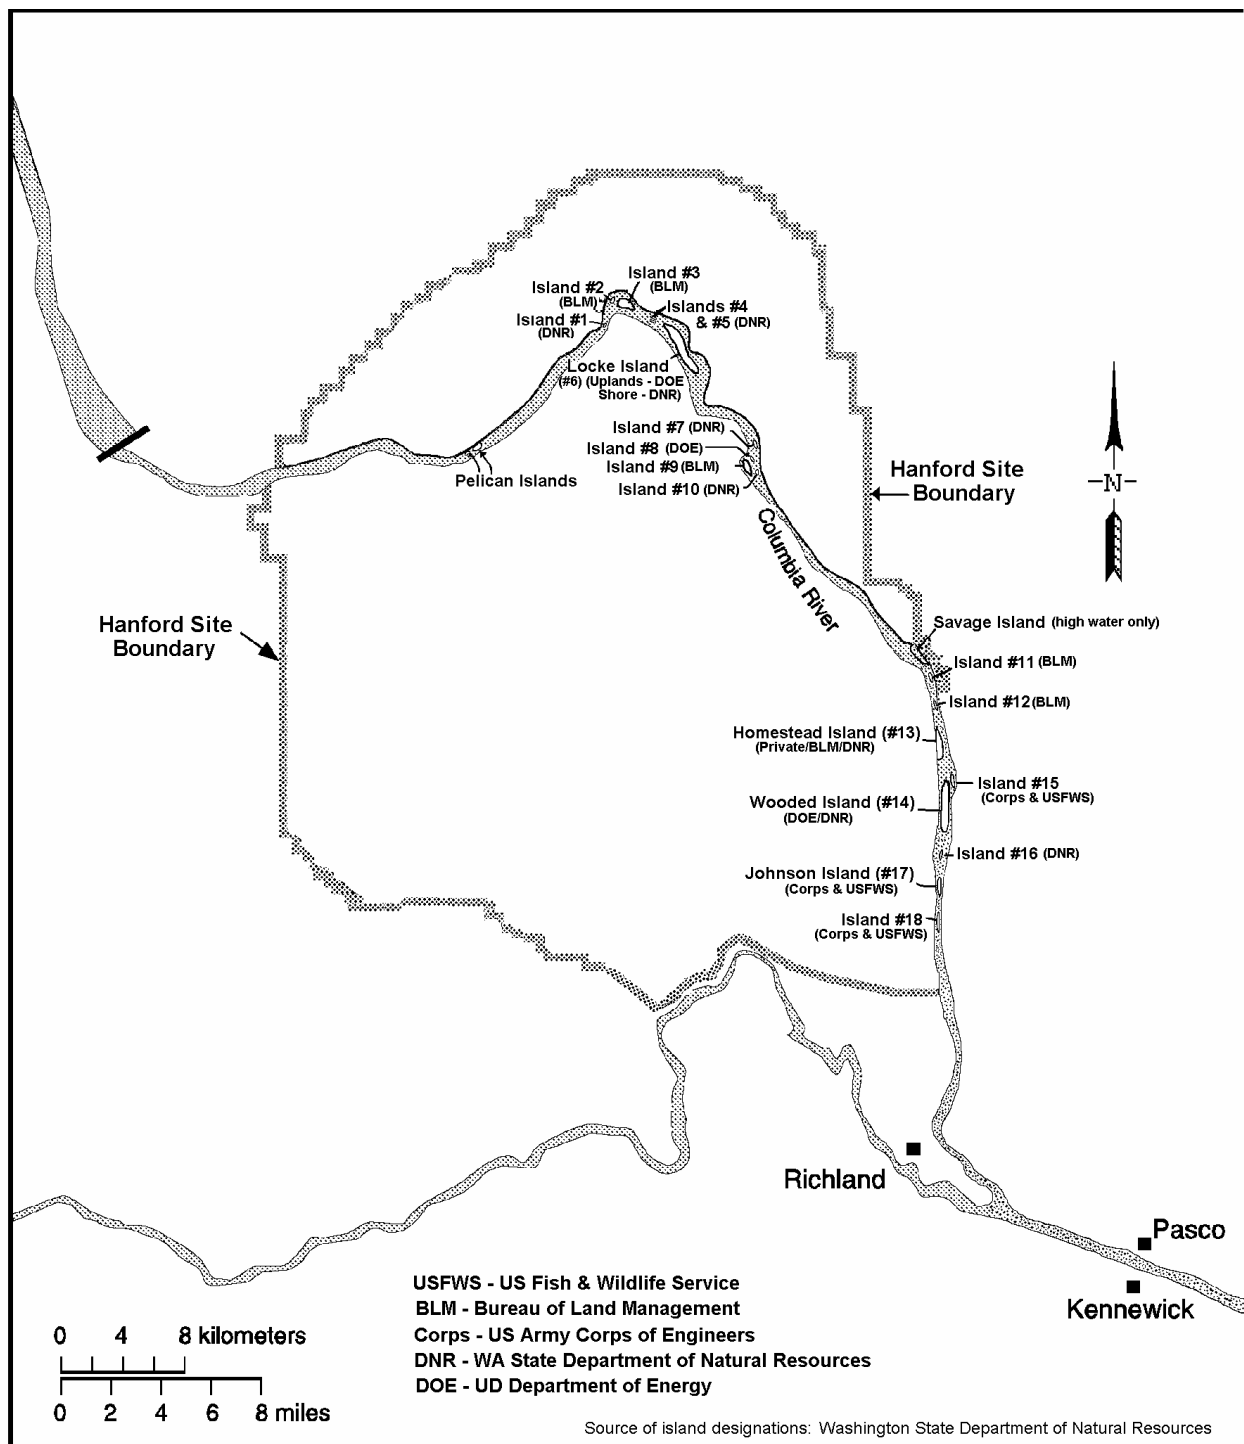 Island #3
(BLM)
Island #2
(BLM)
Islands #4
& #5 (DNR)
Island #1
(DNR)
Locke Island
(#6) (Uplands - DOE
Shore - DNR)
Island #7 (DNR)
Island #8 (DOE)
Island #9 (BLM)
Island #10 (DNR)
Pelican Islands
Hanford Site
Boundary
N
Columbia River
Hanford Site
Boundary
Savage Island (high water only)
Island #11 (BLM)
Island #12 (BLM)
Homestead Island (#13)
(Private/BLM/DNR)
Island #15
(Corps & USFWS)
Wooded Island (#14)
(DOE/DNR)
Island #16 (DNR)
Johnson Island (#17)
(Corps & USFWS)
Island #18
(Corps & USFWS)
Richland
Pasco
Kennewick
USFWS - US Fish & Wildlife Service
BLM - Bureau of Land Management
Corps - US Army Corps of Engineers
DNR - WA State Department of Natural Resources
DOE - UD Department of Energy
0 4 8 kilometers
0 2 4 6 8 miles
Source of island designations: Washington State Department of Natural Resources